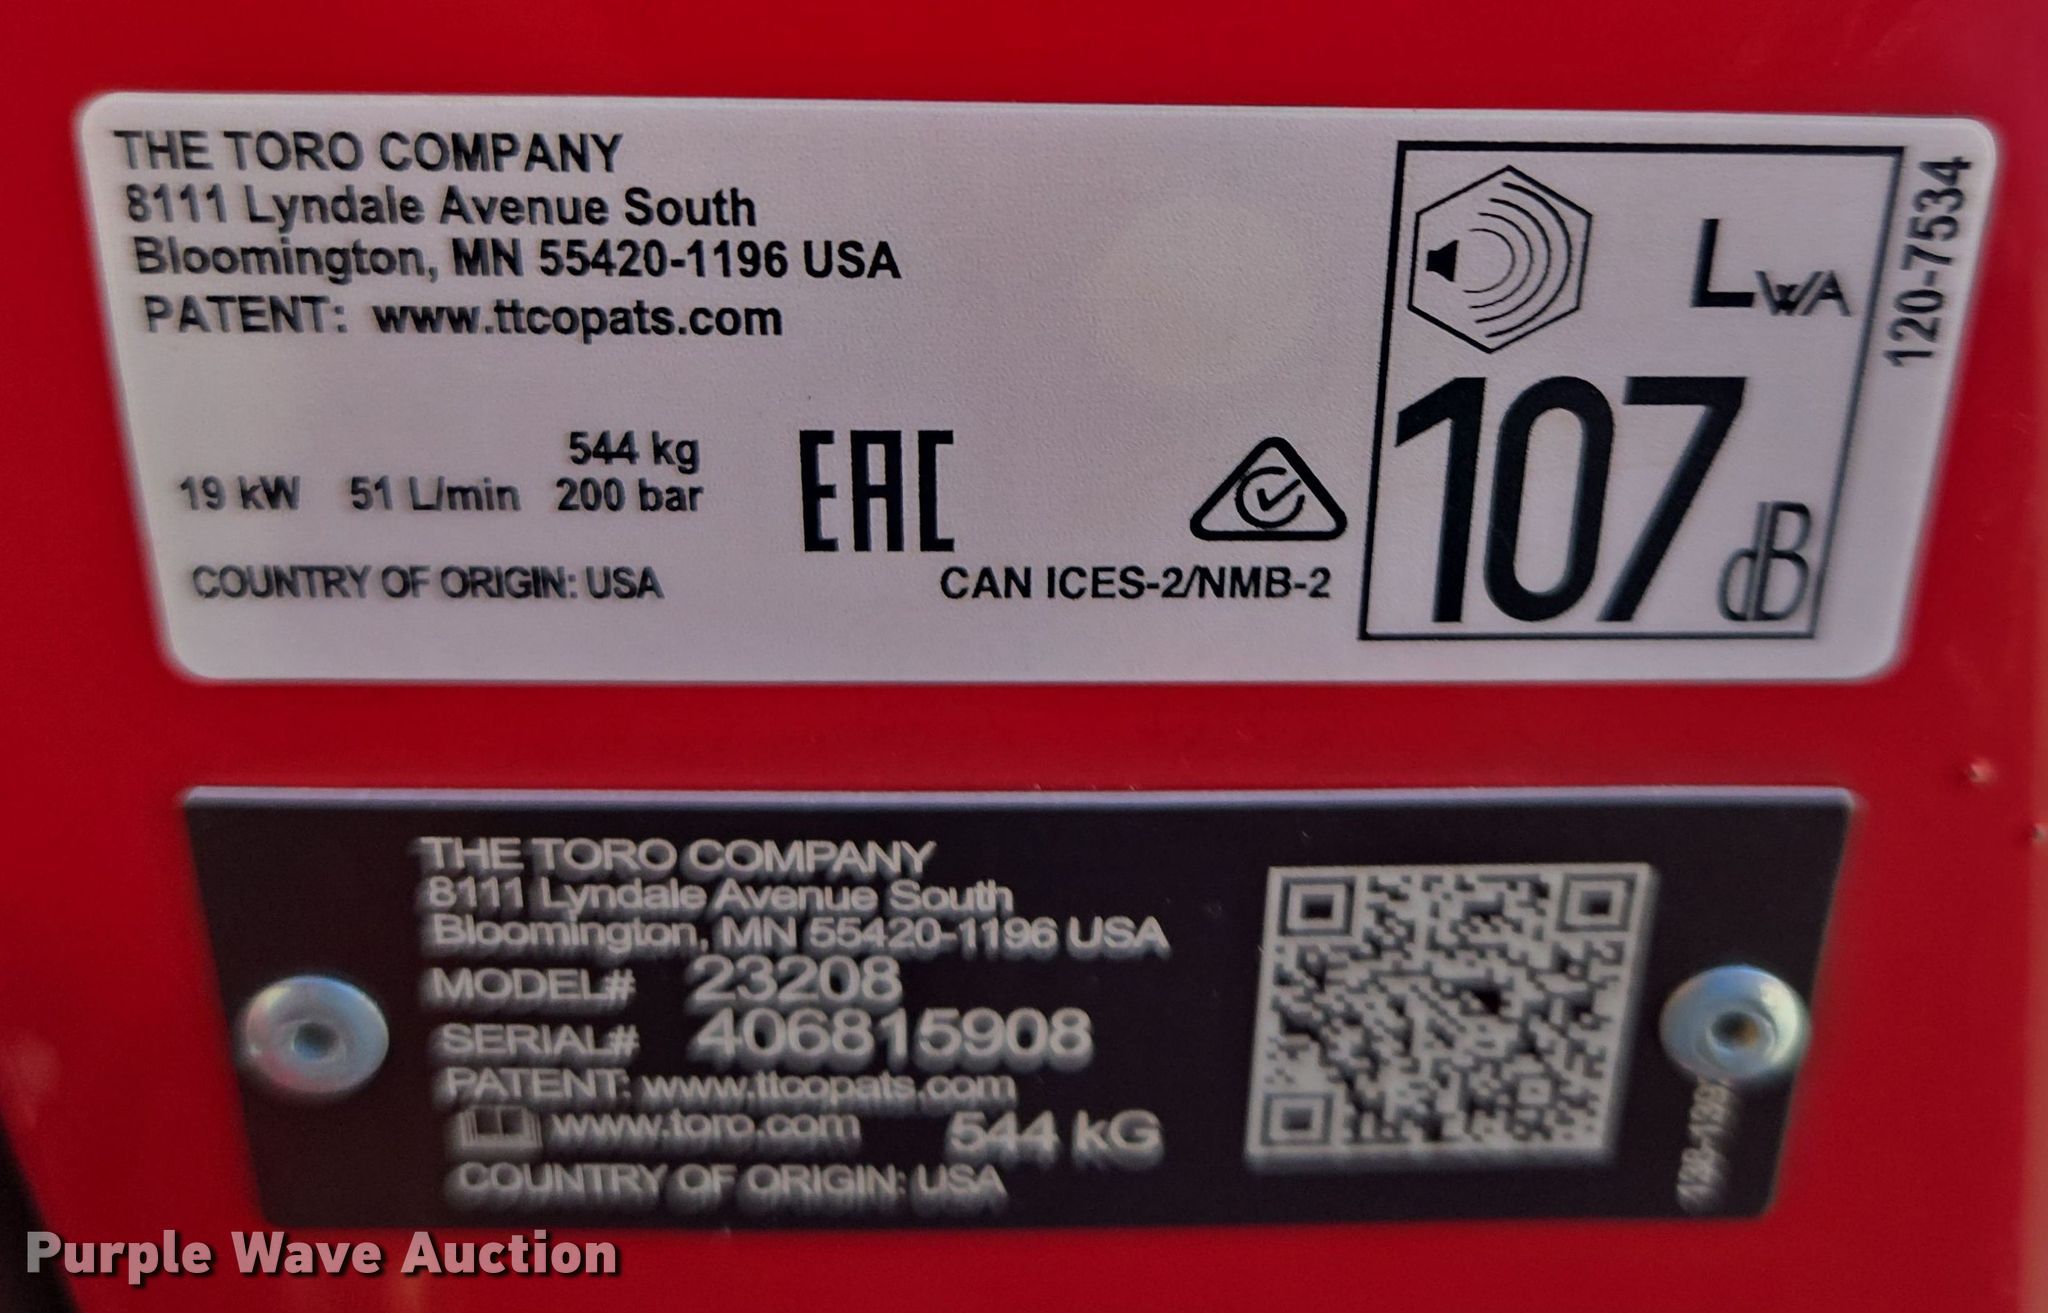 THE TORO COMPANY
8111 Lyndale Avenue South
Bloomington, MN 55420-1196 USA
PATENT: www.ttcopats.com
544 kg
19 kW 51 L/min 200 bar
EAC
COUNTRY OF ORIGIN: USA
CAN ICES-2/NMB-2
LWA
107 dB
120-7534
THE TORO COMPANY
8111 Lyndale Avenue South
Bloomington, MN 55420-1196 USA
MODEL# 23208
SERIAL# 406815908
PATENT: www.ttcopats.com
www.toro.com 544 kG
COUNTRY OF ORIGIN: USA
Purple Wave Auction